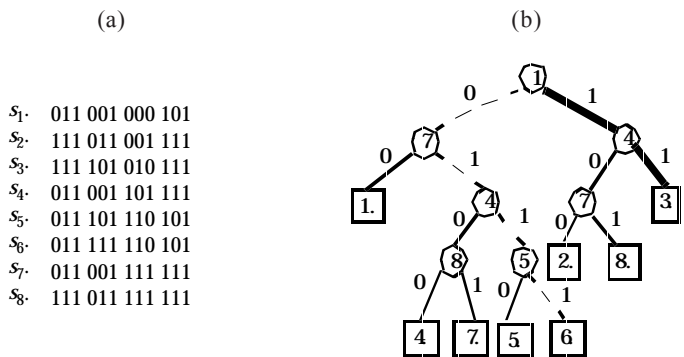 (a) (b)
s1. 011 001 000 101
s2. 111 011 001 111
s3. 111 101 010 111
s4. 011 001 101 111
s5. 011 101 110 101
s6. 011 111 110 101
s7. 011 001 111 111
s8. 111 011 111 111
1
0 1
7 4
0 1 0 1
1. 4 7 3.
0 1 0 1
8 5 2. 8.
0 1 0 1
4. 7. 5. 6.